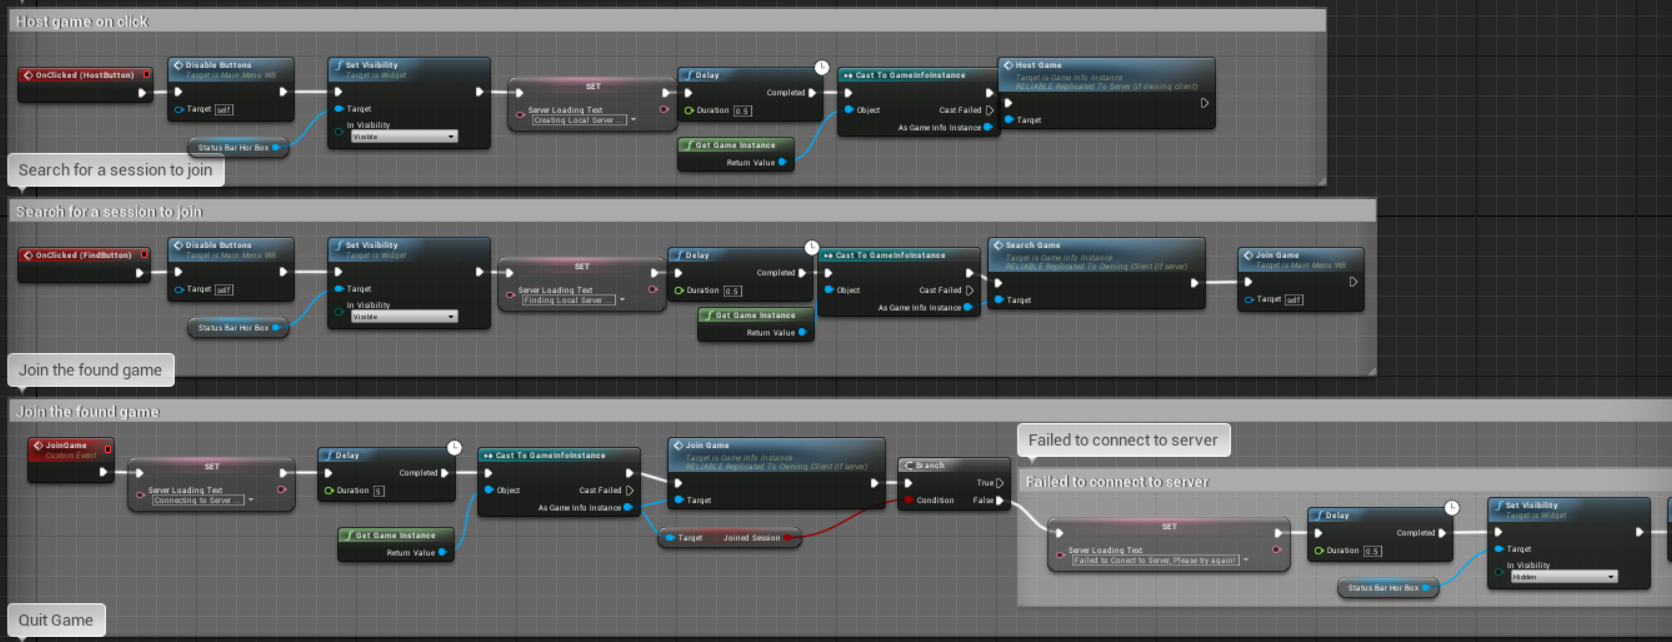 Host game on click
OnClicked (HostButton)
Disable Buttons
Target is Main Menu WB
Target self
Status Bar Hor Box
Set Visibility
Target is Widget
Target
In Visibility
Visible
SET
Server Loading Text
Creating Local Server ...
Delay
Completed
Duration 0.5
Get Game Instance
Return Value
Cast To GameInfoInstance
Object
Cast Failed
As Game Info Instance
Host Game
Target is Game Info Instance
RELIABLE Replicated To Server (if owning client)
Target
Search for a session to join
Search for a session to join
OnClicked (FindButton)
Disable Buttons
Target is Main Menu WB
Target self
Status Bar Hor Box
Set Visibility
Target is Widget
Target
In Visibility
Visible
SET
Server Loading Text
Finding Local Server ...
Delay
Completed
Duration 0.5
Get Game Instance
Return Value
Cast To GameInfoInstance
Object
Cast Failed
As Game Info Instance
Search Game
Target is Game Info Instance
RELIABLE Replicated To Owning Client (if server)
Target
Join Game
Target is Main Menu WB
Target self
Join the found game
Join the found game
JoinGame
Custom Event
SET
Server Loading Text
Connecting to Server ...
Delay
Completed
Duration 5
Get Game Instance
Return Value
Cast To GameInfoInstance
Object
Cast Failed
As Game Info Instance
Join Game
Target is Game Info Instance
RELIABLE Replicated To Owning Client (if server)
Target
Target Joined Session
Branch
True
Condition False
Failed to connect to server
Failed to connect to server
SET
Server Loading Text
Failed to Conect to Server, Please try again!
Delay
Completed
Duration 0.5
Status Bar Hor Box
Set Visibility
Target is Widget
Target
In Visibility
Hidden
Quit Game